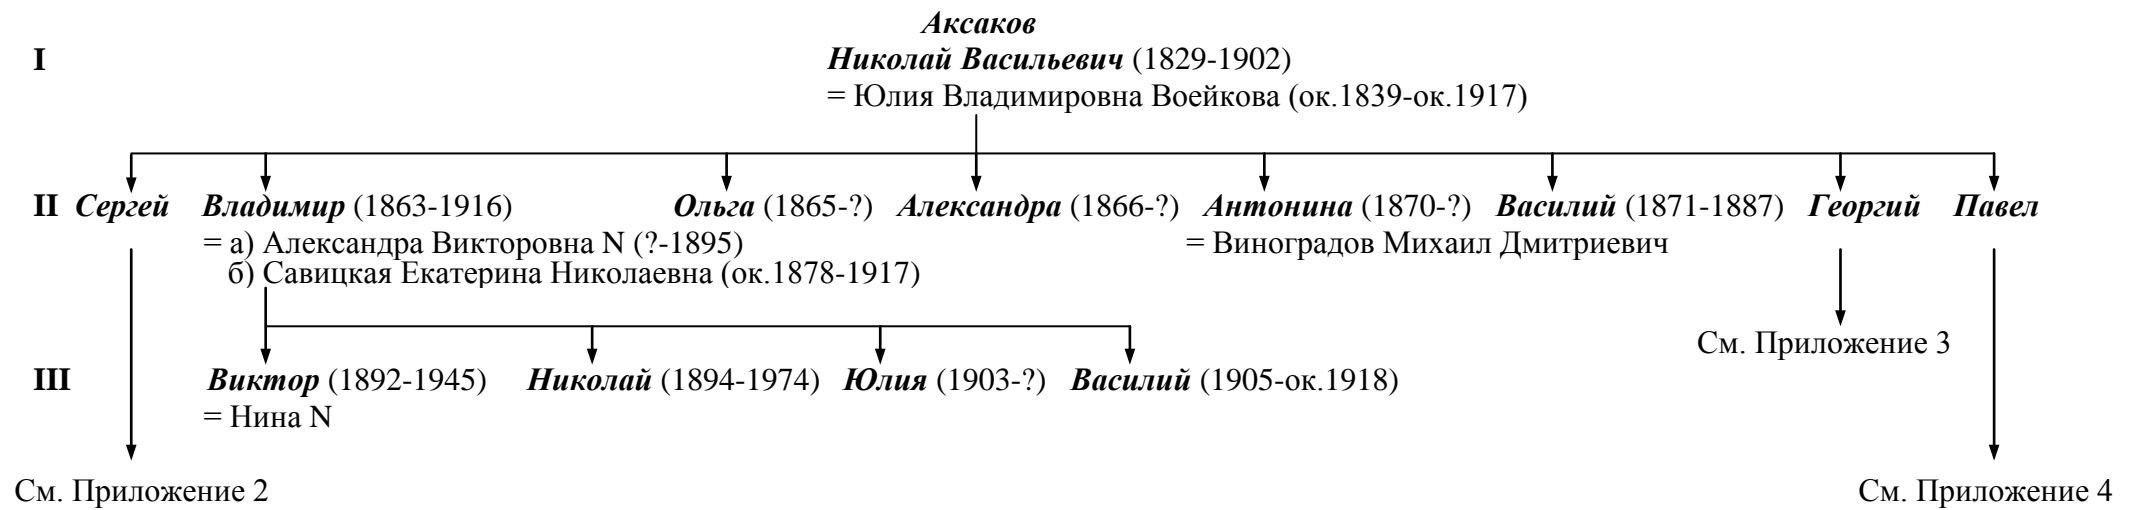 Аксаков
I Николай Васильевич (1829-1902)
= Юлия Владимировна Воейкова (ок.1839-ок.1917)
II Сергей Владимир (1863-1916) Ольга (1865-?) Александра (1866-?) Антонина (1870-?) Василий (1871-1887) Георгий Павел
= а) Александра Викторовна N (?-1895) = Виноградов Михаил Дмитриевич
б) Савицкая Екатерина Николаевна (ок.1878-1917)
См. Приложение 3
III Виктор (1892-1945) Николай (1894-1974) Юлия (1903-?) Василий (1905-ок.1918)
= Нина N
См. Приложение 2 См. Приложение 4